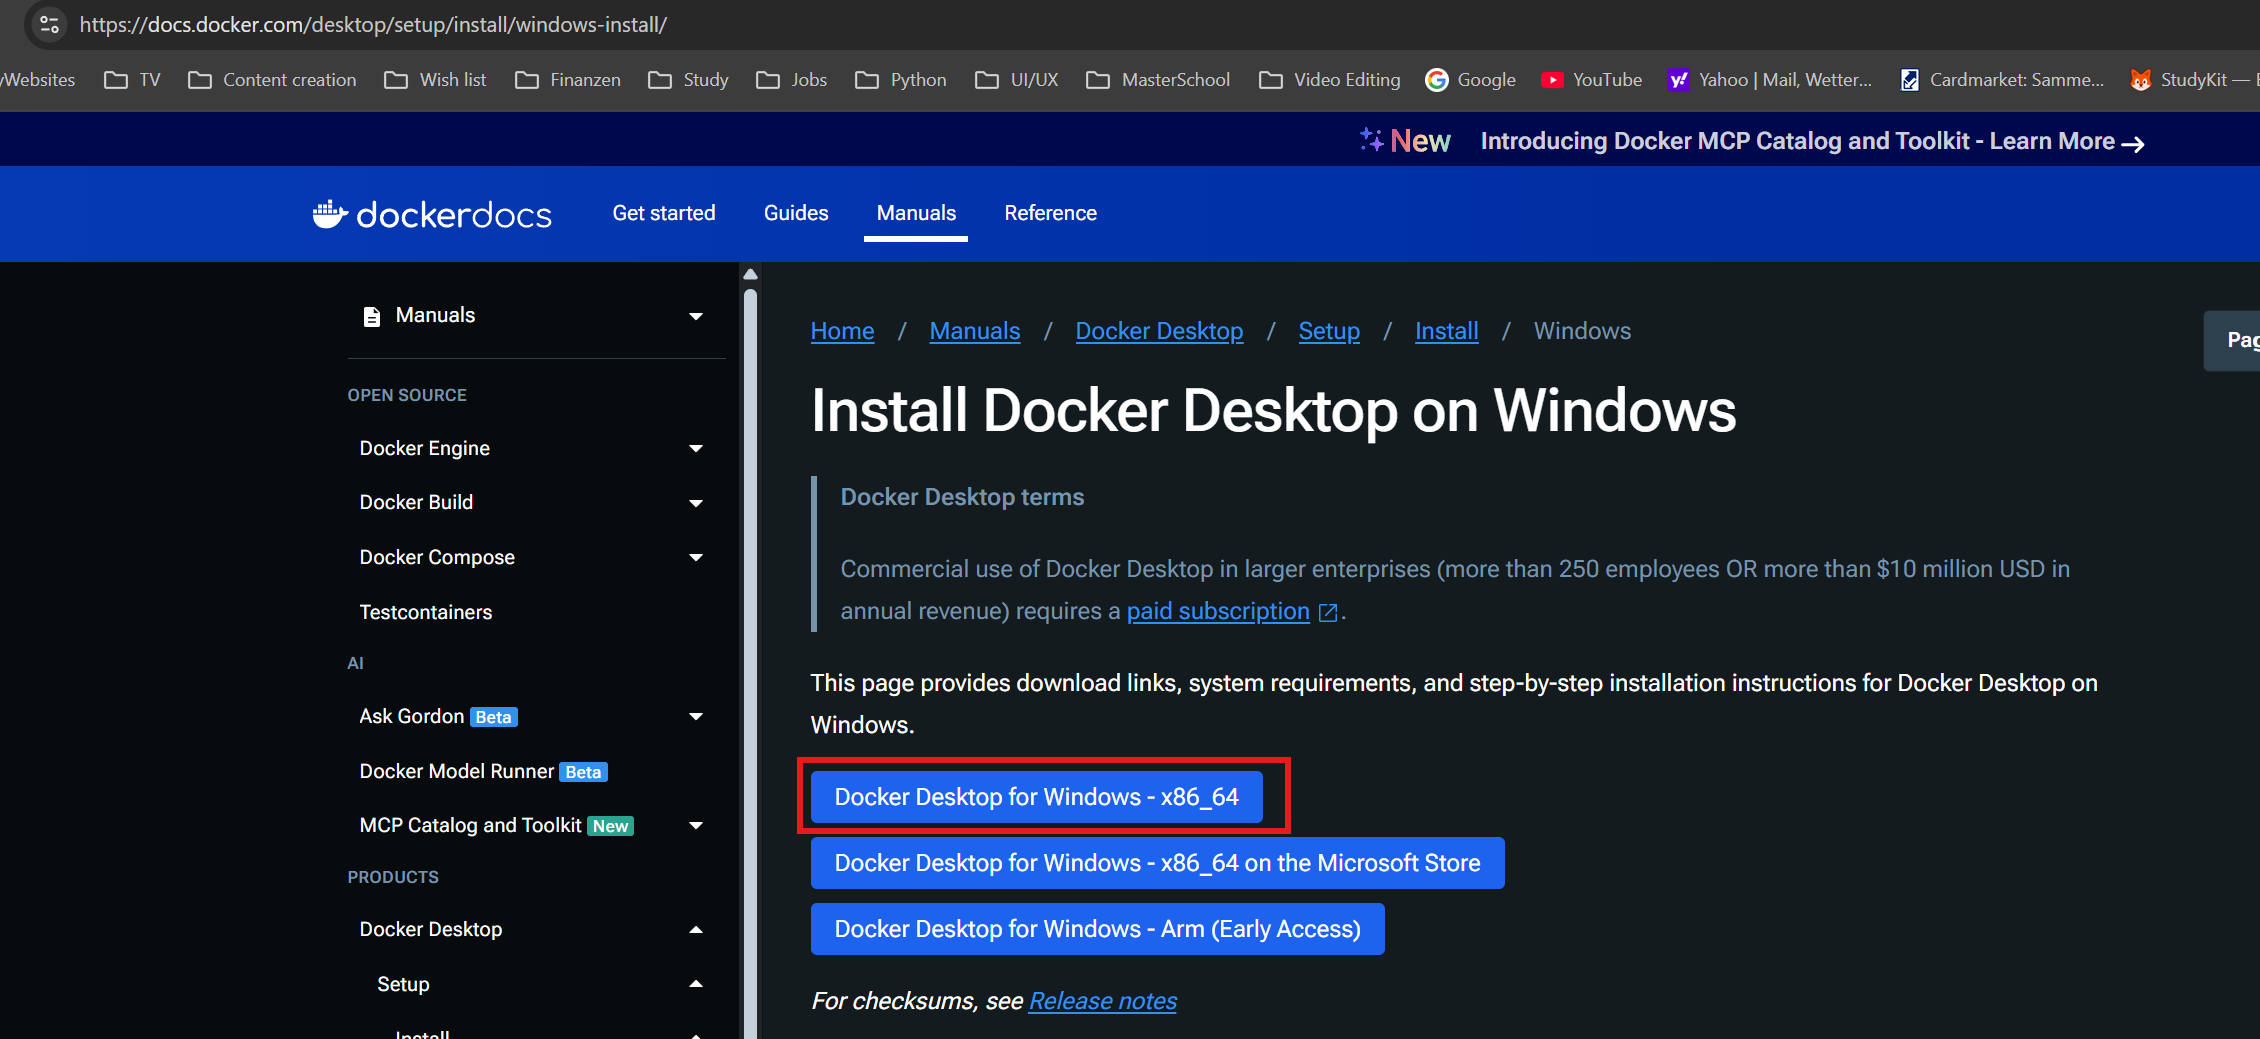 https://docs.docker.com/desktop/setup/install/windows-install/
yWebsites TV Content creation Wish list Finanzen Study Jobs Python UI/UX MasterSchool Video Editing Google YouTube Yahoo | Mail, Wetter... Cardmarket: Samme... StudyKit —
New Introducing Docker MCP Catalog and Toolkit - Learn More →
dockerdocs Get started Guides Manuals Reference
Manuals
OPEN SOURCE
Docker Engine
Docker Build
Docker Compose
Testcontainers
AI
Ask Gordon Beta
Docker Model Runner Beta
MCP Catalog and Toolkit New
PRODUCTS
Docker Desktop
Setup
Install
Home / Manuals / Docker Desktop / Setup / Install / Windows
Pag
Install Docker Desktop on Windows
Docker Desktop terms
Commercial use of Docker Desktop in larger enterprises (more than 250 employees OR more than $10 million USD in
annual revenue) requires a paid subscription .
This page provides download links, system requirements, and step-by-step installation instructions for Docker Desktop on
Windows.
Docker Desktop for Windows - x86_64
Docker Desktop for Windows - x86_64 on the Microsoft Store
Docker Desktop for Windows - Arm (Early Access)
For checksums, see Release notes